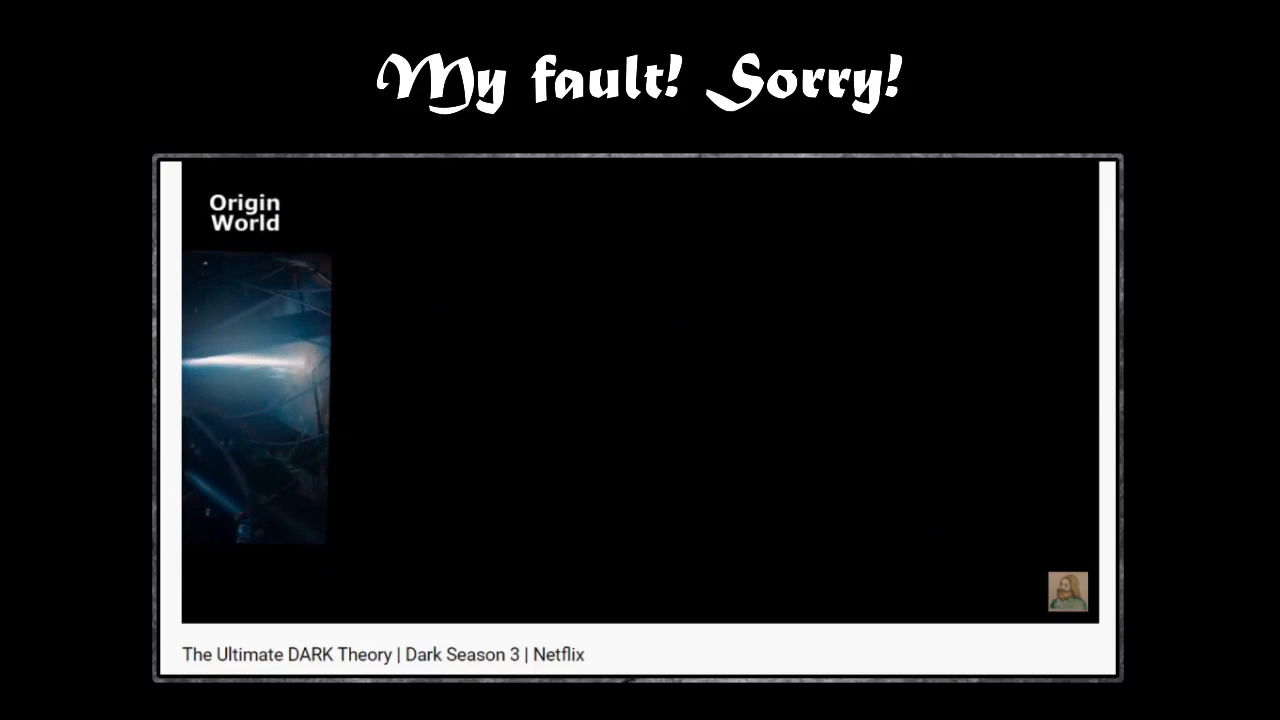 My fault! Sorry!
Origin
World
The Ultimate DARK Theory | Dark Season 3 | Netflix